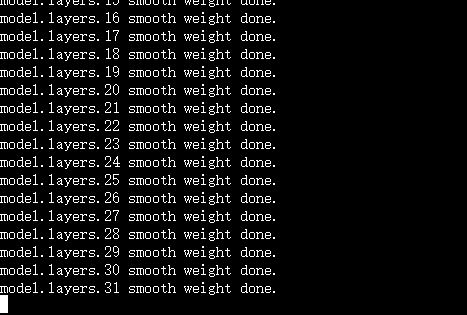 model.layers.15 smooth weight done.
model.layers.16 smooth weight done.
model.layers.17 smooth weight done.
model.layers.18 smooth weight done.
model.layers.19 smooth weight done.
model.layers.20 smooth weight done.
model.layers.21 smooth weight done.
model.layers.22 smooth weight done.
model.layers.23 smooth weight done.
model.layers.24 smooth weight done.
model.layers.25 smooth weight done.
model.layers.26 smooth weight done.
model.layers.27 smooth weight done.
model.layers.28 smooth weight done.
model.layers.29 smooth weight done.
model.layers.30 smooth weight done.
model.layers.31 smooth weight done.